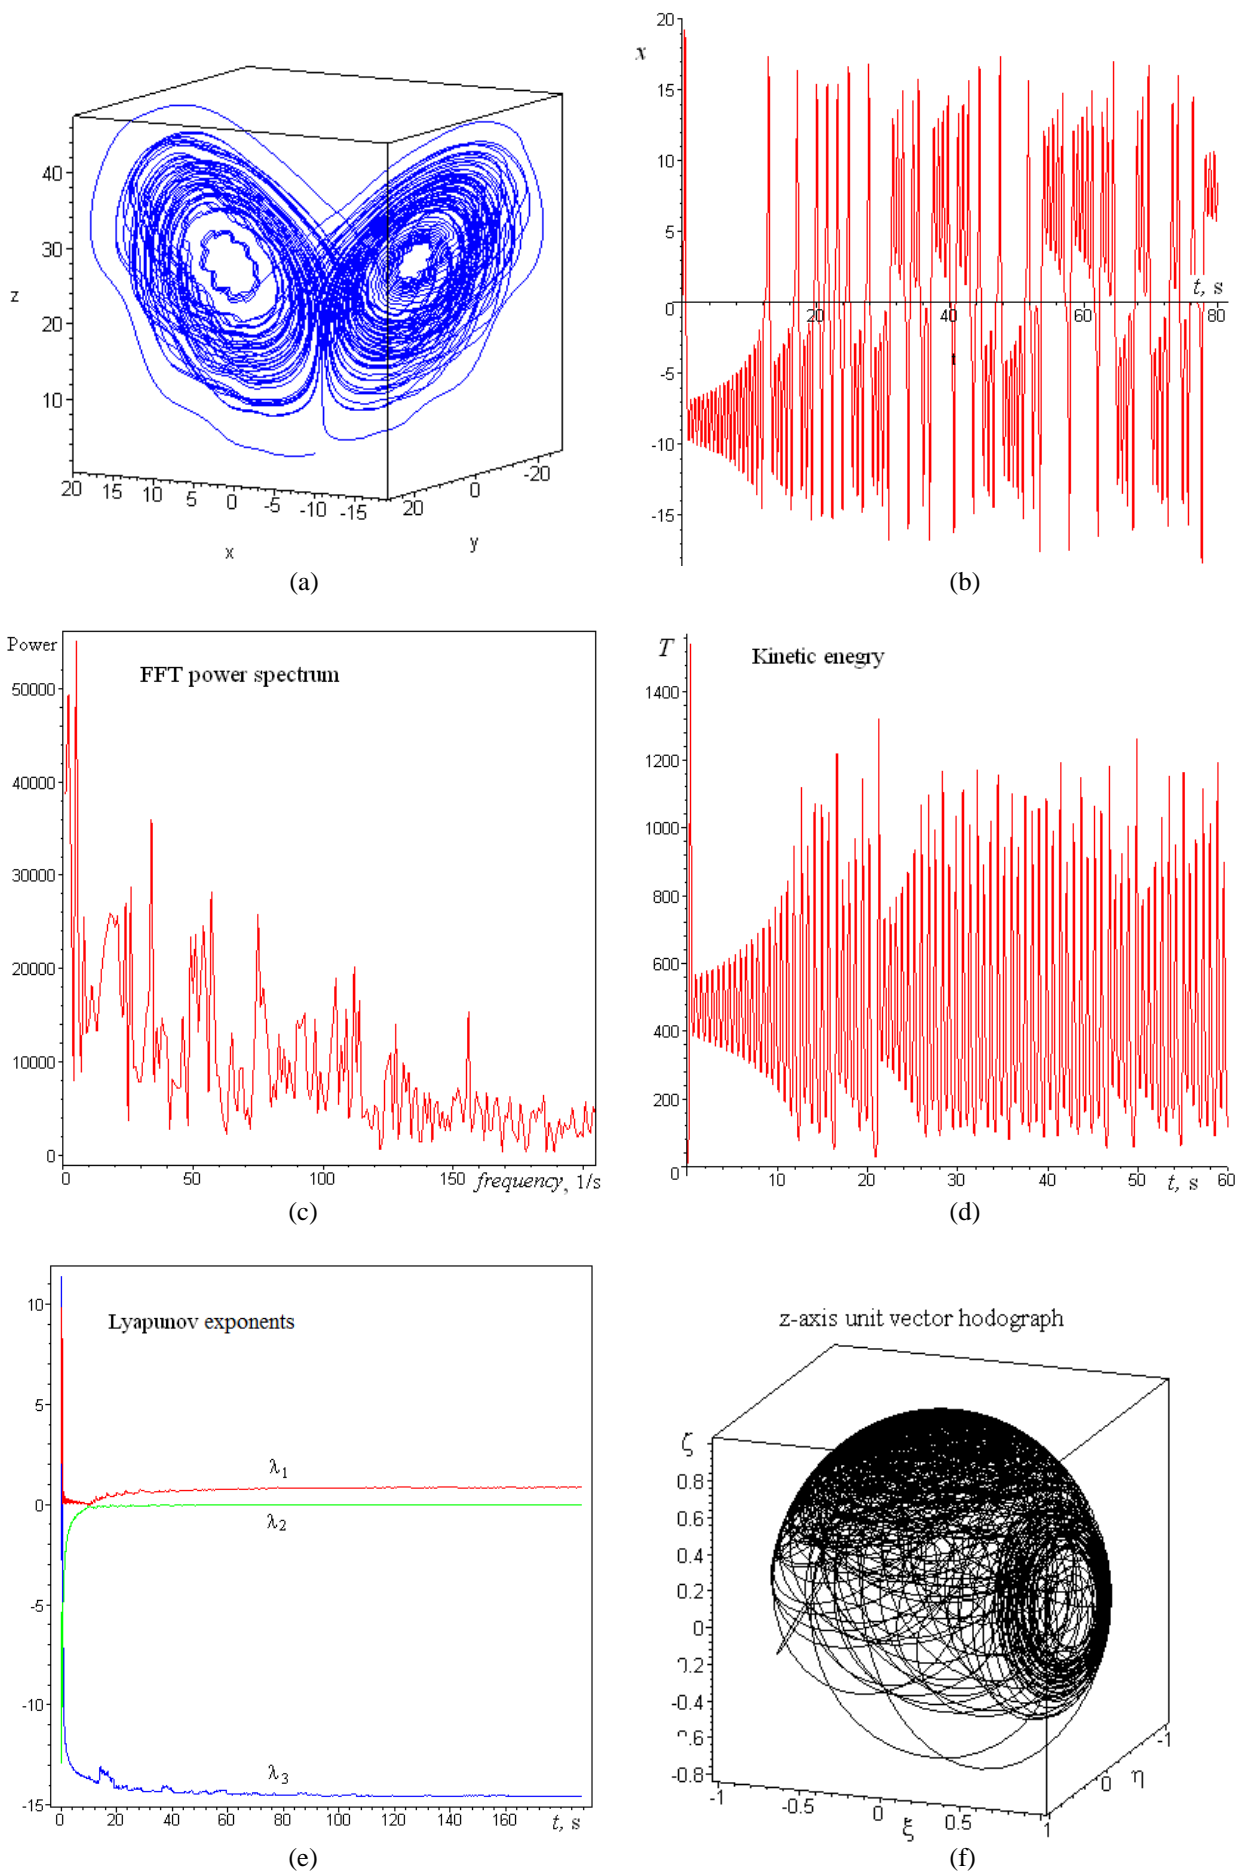 40
30
z
20
10
20 15 10 5 0 -5 -10 -15
20 0 -20
x
y
(a)
20
x
15
10
5
0
-5
-10
-15
20 40 60 80
t, s
(b)
Power
FFT power spectrum
50000
40000
30000
20000
10000
0
0 50 100 150
frequency, 1/s
(c)
T
Kinetic enegry
1400
1200
1000
800
600
400
200
0
10 20 30 40 50 60
t, s
(d)
Lyapunov exponents
10
5
0
-5
-10
-15
λ1
λ2
λ3
0 20 40 60 80 100 120 140 160
t, s
(e)
z-axis unit vector hodograph
ζ
0.8
0.6
0.4
0.2
0
0.2
-0.4
0.6
-0.8
-1 -0.5 0 0.5 1
ξ
0 -1
η
(f)